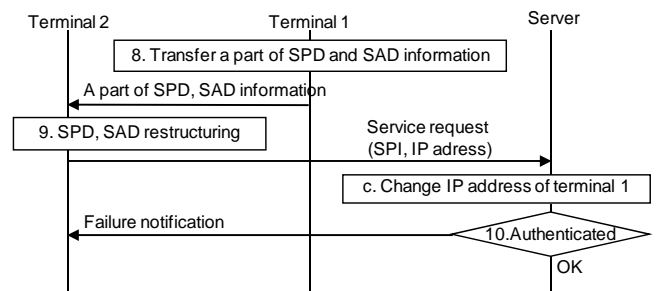 Terminal 2
Terminal 1
Server
8. Transfer a part of SPD and SAD information
A part of SPD, SAD information
9. SPD, SAD restructuring
Service request
(SPI, IP adress)
c. Change IP address of terminal 1
Failure notification
10.Authenticated
OK